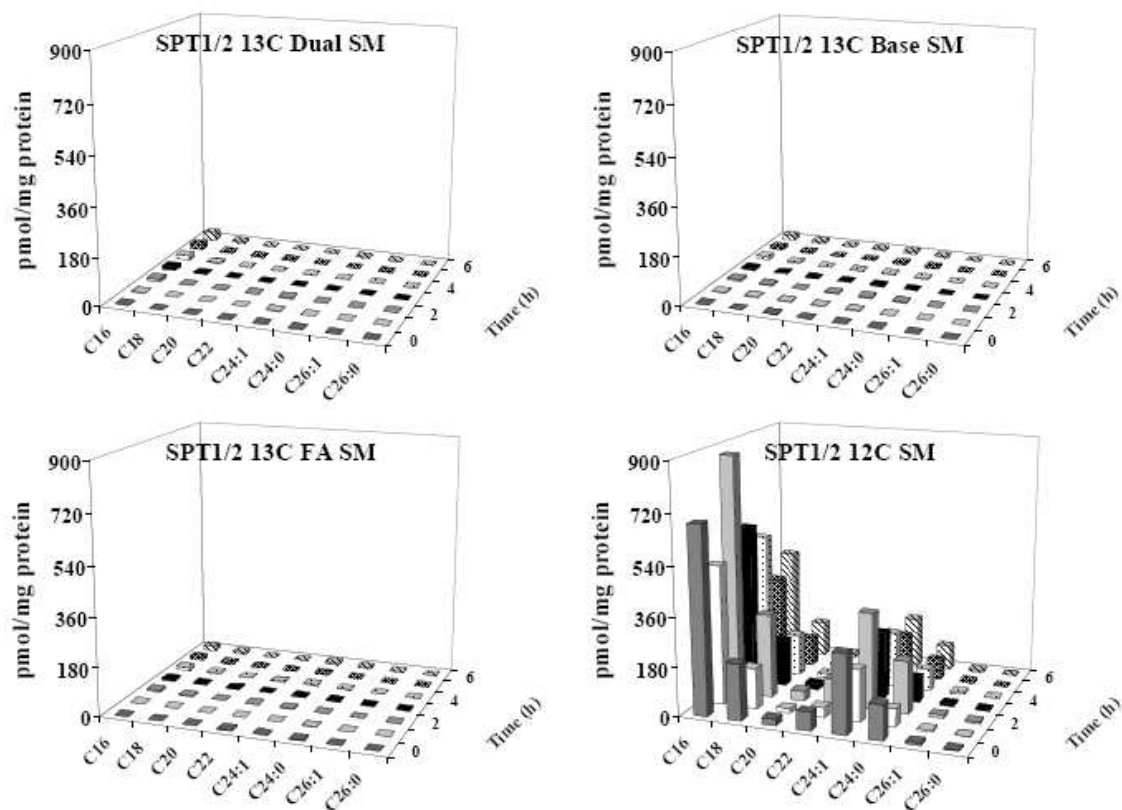 SPT1/2 13C Dual SM
pmol/mg protein
900
720
540
360
180
0
C16
C18
C20
C22
C24:1
C24:0
C26:1
C26:0
0
2
4
6
Time (h)
SPT1/2 13C Base SM
pmol/mg protein
900
720
540
360
180
0
C16
C18
C20
C22
C24:1
C24:0
C26:1
C26:0
0
2
4
6
Time (h)
SPT1/2 13C FA SM
pmol/mg protein
900
720
540
360
180
0
C16
C18
C20
C22
C24:1
C24:0
C26:1
C26:0
0
2
4
6
Time (h)
SPT1/2 12C SM
pmol/mg protein
900
720
540
360
180
0
C16
C18
C20
C22
C24:1
C24:0
C26:1
C26:0
0
2
4
6
Time (h)